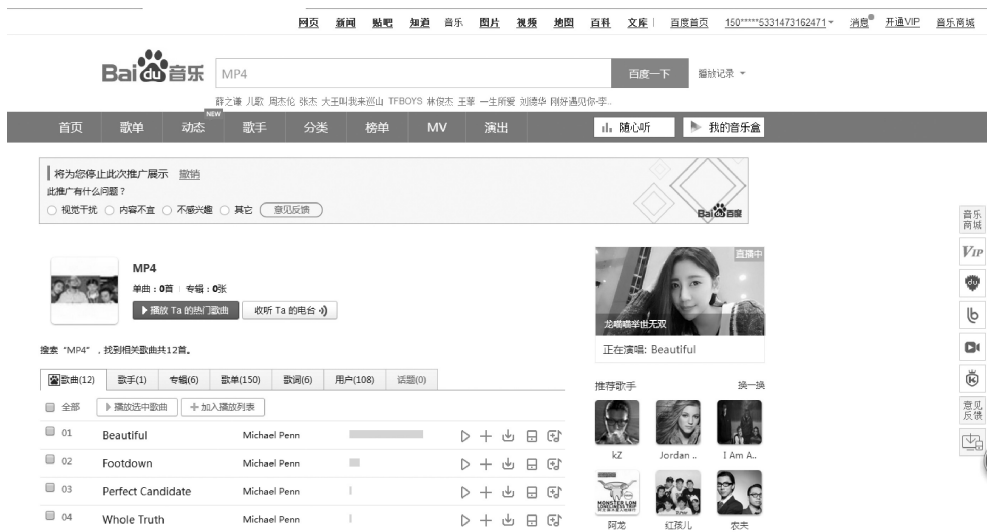 网页 新闻 贴吧 知道 音乐 图片 视频 地图 百科 文库 | 百度首页 150*****5331473162471 消息 开通VIP 音乐商城
Bai du 音乐
MP4
百度一下
播放记录
薛之谦 儿歌 周杰伦 张杰 大王叫我来巡山 TFBOYS 林俊杰 王菲 一生所爱 刘德华 刚好遇见你-李...
NEW
首页 歌单 动态 歌手 分类 榜单 MV 演出 随心听 我的音乐盒
将为您停止此次推广展示 撤销
此推广有什么问题?
视觉干扰 内容不宜 不感兴趣 其它 意见反馈
Bai du 百度
音乐商城
VIP
MP4
单曲:0首 | 专辑:0张
播放 Ta 的热门歌曲 收听 Ta 的电台
直播中
龙喵喵举世无双
正在演唱: Beautiful
搜索 “MP4” ,找到相关歌曲共12首。
歌曲(12) 歌手(1) 专辑(6) 歌单(150) 歌词(6) 用户(108) 话题(0)
全部 播放选中歌曲 加入播放列表
01 Beautiful Michael Penn
02 Footdown Michael Penn
03 Perfect Candidate Michael Penn
04 Whole Truth Michael Penn
推荐歌手 换一换
kZ Jordan .. I Am A..
MONSTER LOW
LONELINESS TRIP
阿龙 红孩儿 农夫
意见反馈